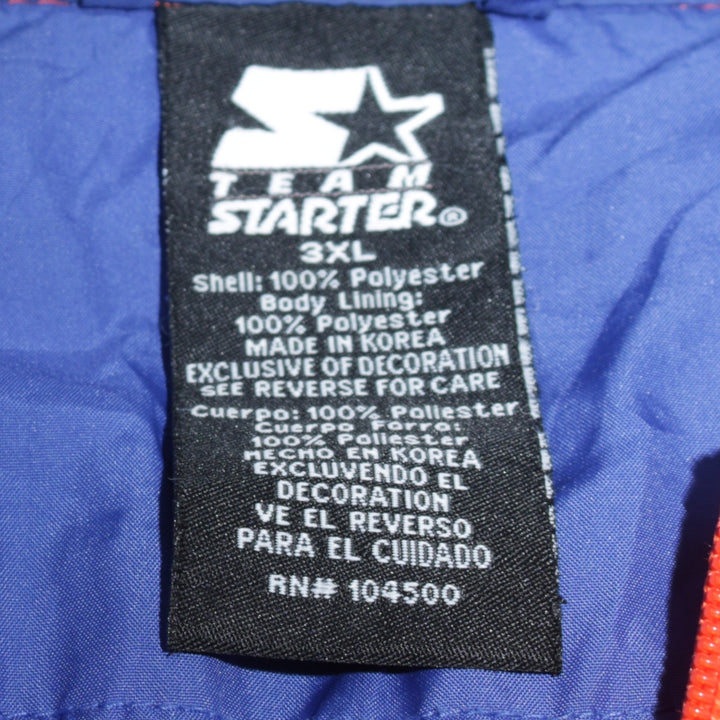 TEAM
STARTER®
3XL
Shell: 100% Polyester
Body Lining:
100% Polyester
MADE IN KOREA
EXCLUSIVE OF DECORATION
SEE REVERSE FOR CARE
Cuerpo: 100% Poliester
Cuerpo Forro:
100% Poliester
HECHO EN KOREA
EXCLUVENDO EL
DECORATION
VE EL REVERSO
PARA EL CUIDADO
RN# 104500